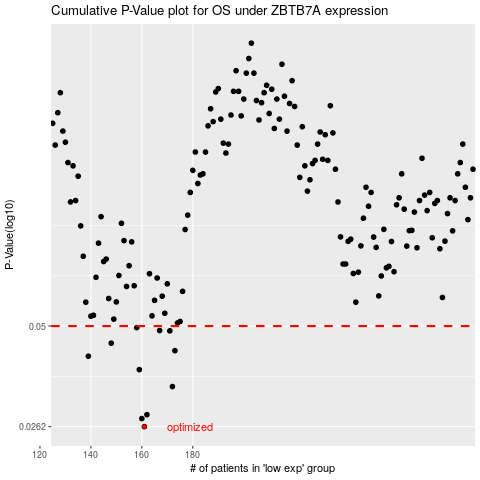 Cumulative P-Value plot for OS under ZBTB7A expression
P-Value(log10)
0.05
0.0262
optimized
120 140 160 180
# of patients in 'low exp' group